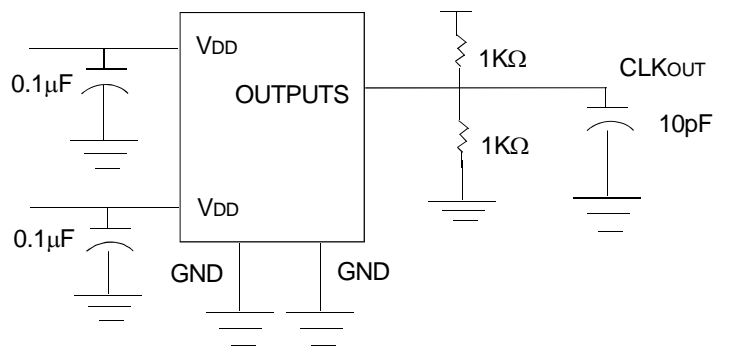 VDD
0.1μF
OUTPUTS
1KΩ
CLKOUT
10pF
1KΩ
VDD
0.1μF
GND
GND